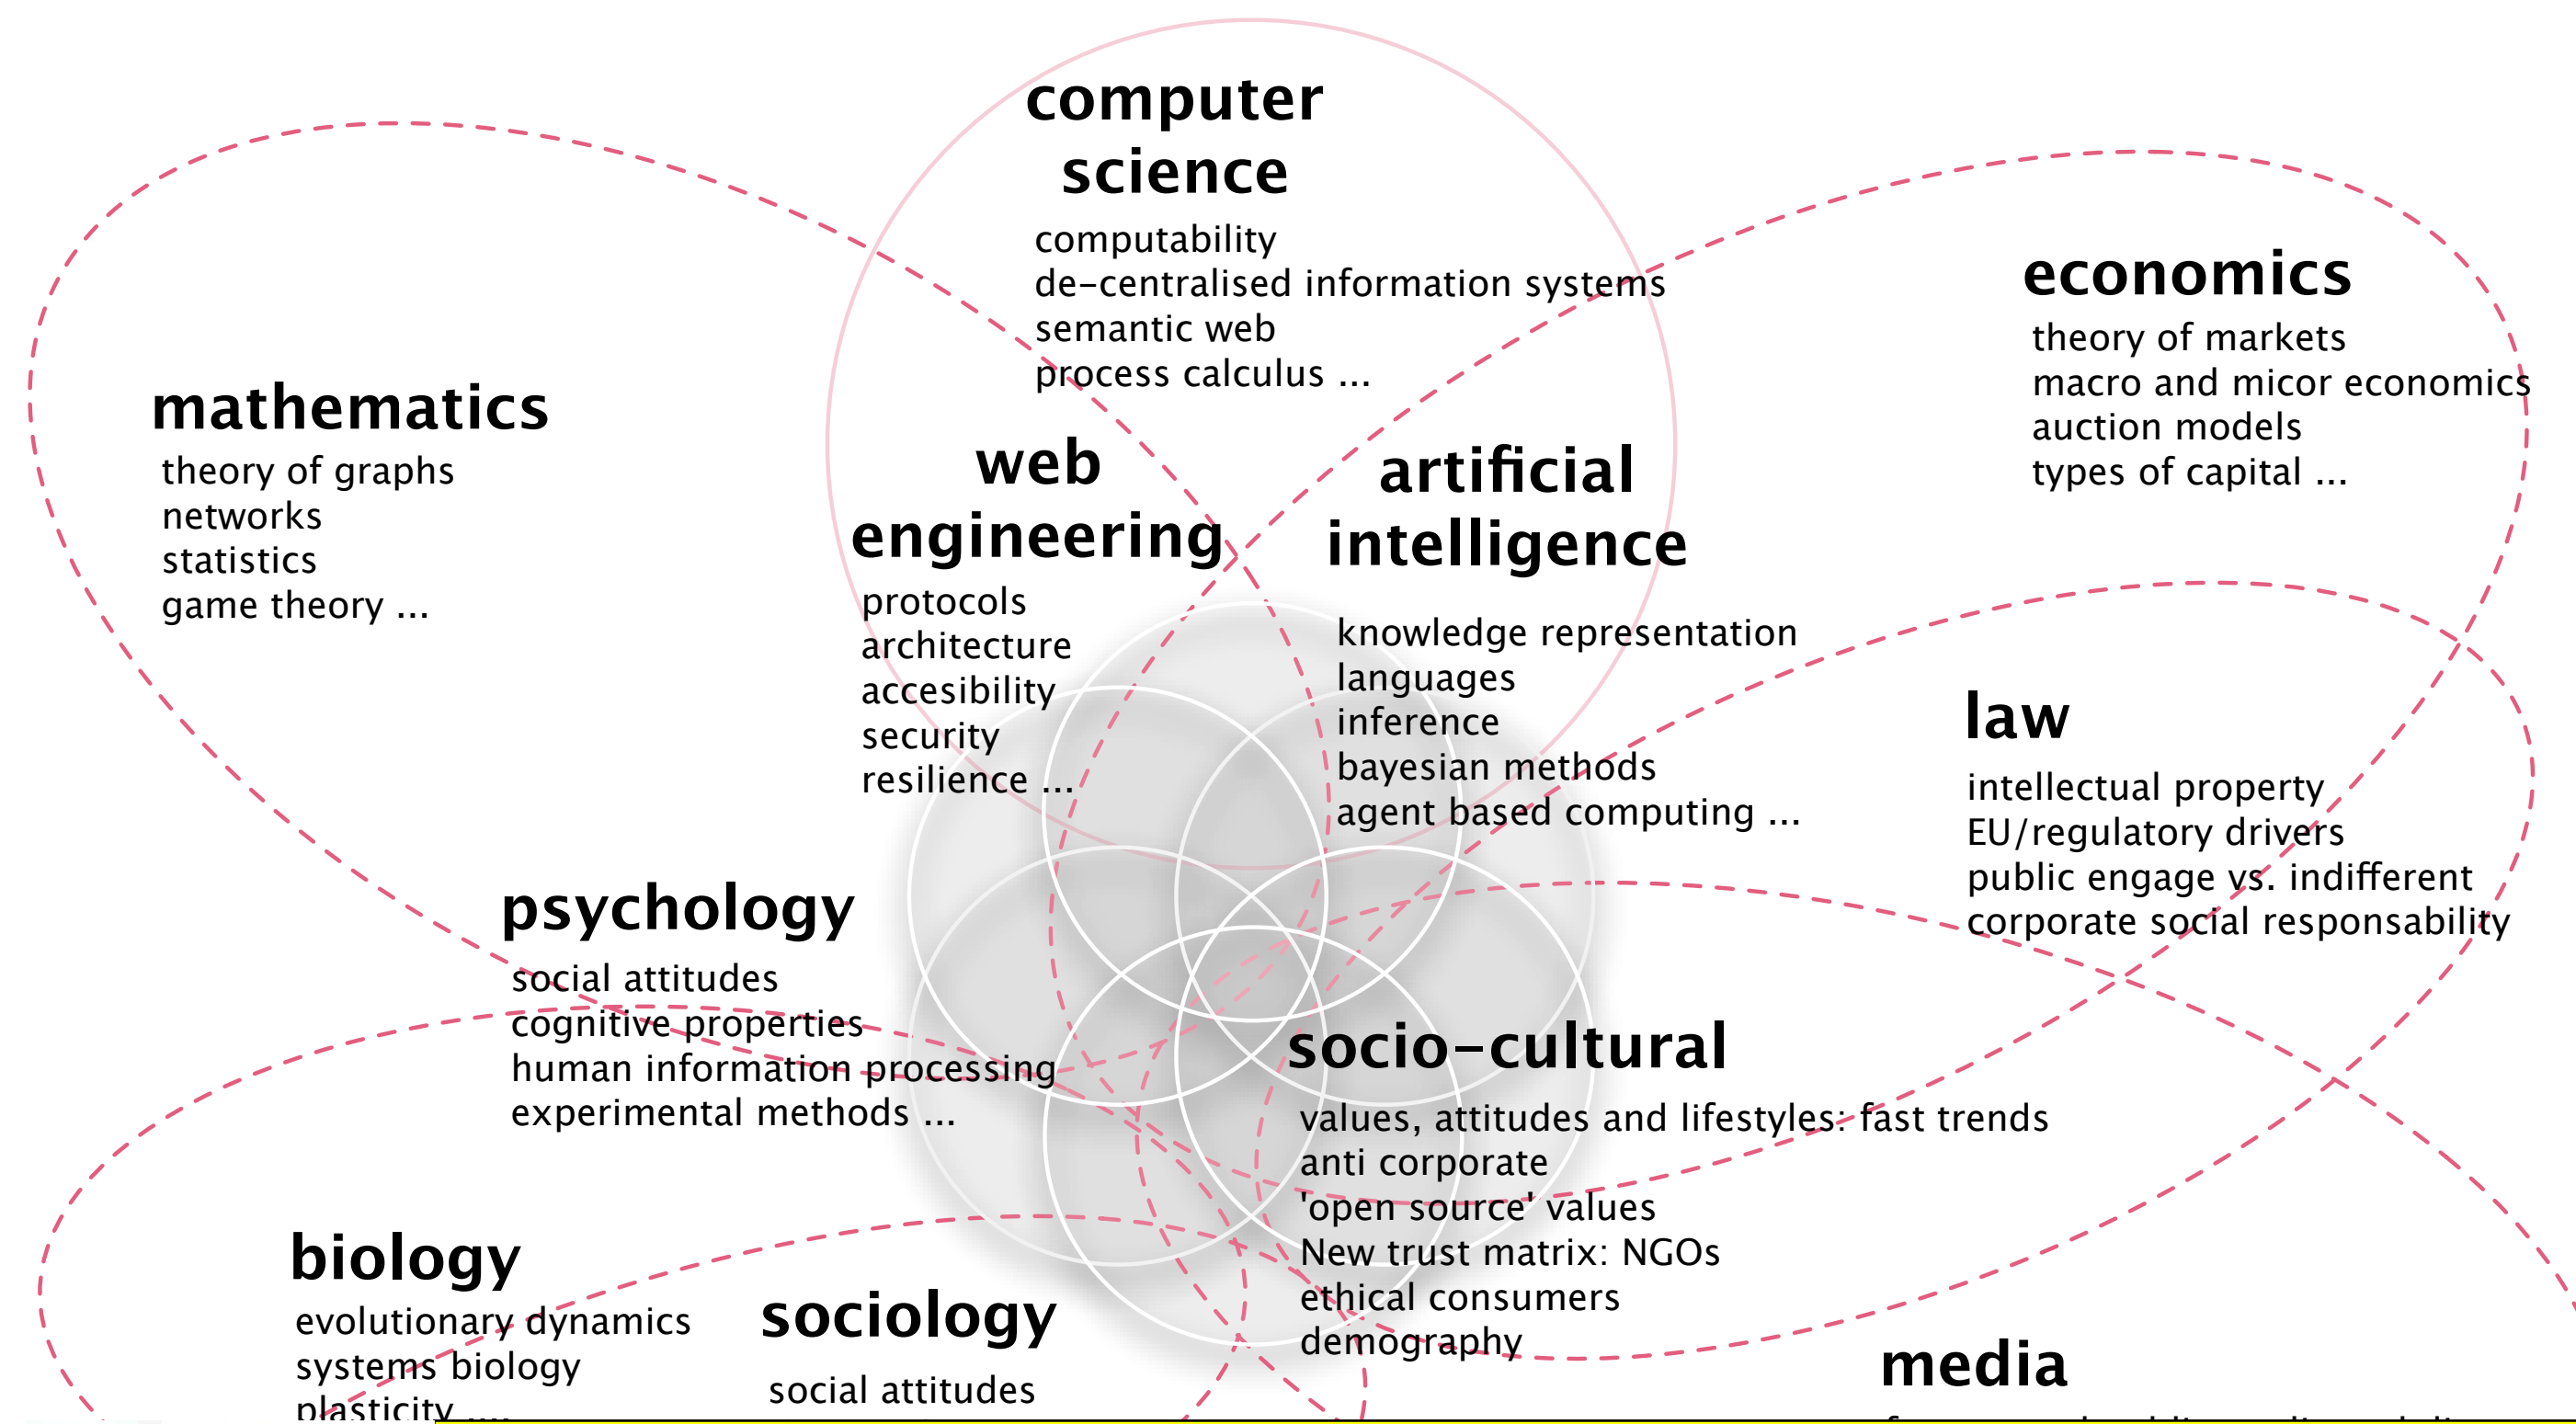 computer
science
computability
de-centralised information systems
semantic web
process calculus ...
economics
theory of markets
macro and micor economics
auction models
types of capital ...
mathematics
theory of graphs
networks
statistics
game theory ...
web
engineering
protocols
architecture
accesibility
security
resilience ...
artificial
intelligence
knowledge representation
languages
inference
bayesian methods
agent based computing ...
law
intellectual property
EU/regulatory drivers
public engage vs. indifferent
corporate social responsability
psychology
social attitudes
cognitive properties
human information processing
experimental methods ...
socio-cultural
values, attitudes and lifestyles: fast trends
anti corporate
'open source' values
New trust matrix: NGOs
ethical consumers
demography
biology
evolutionary dynamics
systems biology
plasticity ....
sociology
social attitudes
media